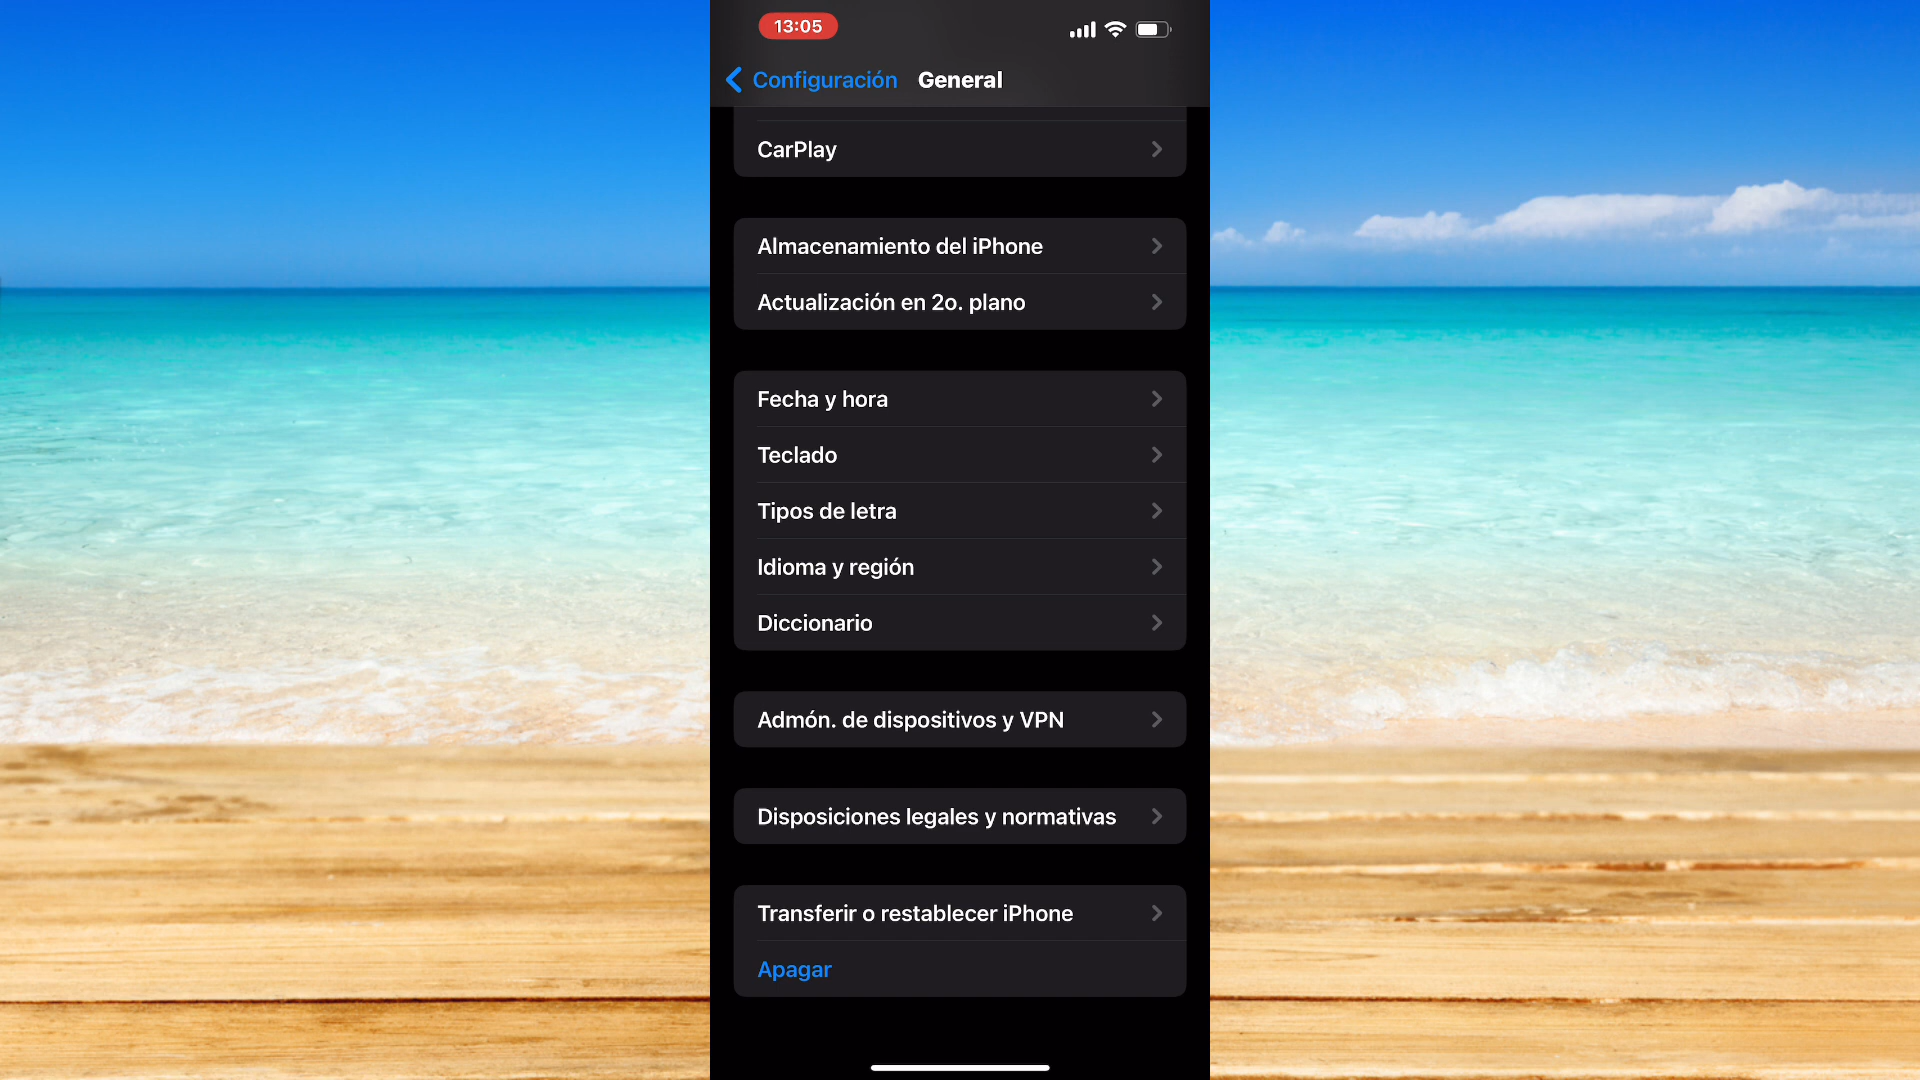 13:05
Configuración General
CarPlay
Almacenamiento del iPhone
Actualización en 2o. plano
Fecha y hora
Teclado
Tipos de letra
Idioma y región
Diccionario
Admón. de dispositivos y VPN
Disposiciones legales y normativas
Transferir o restablecer iPhone
Apagar